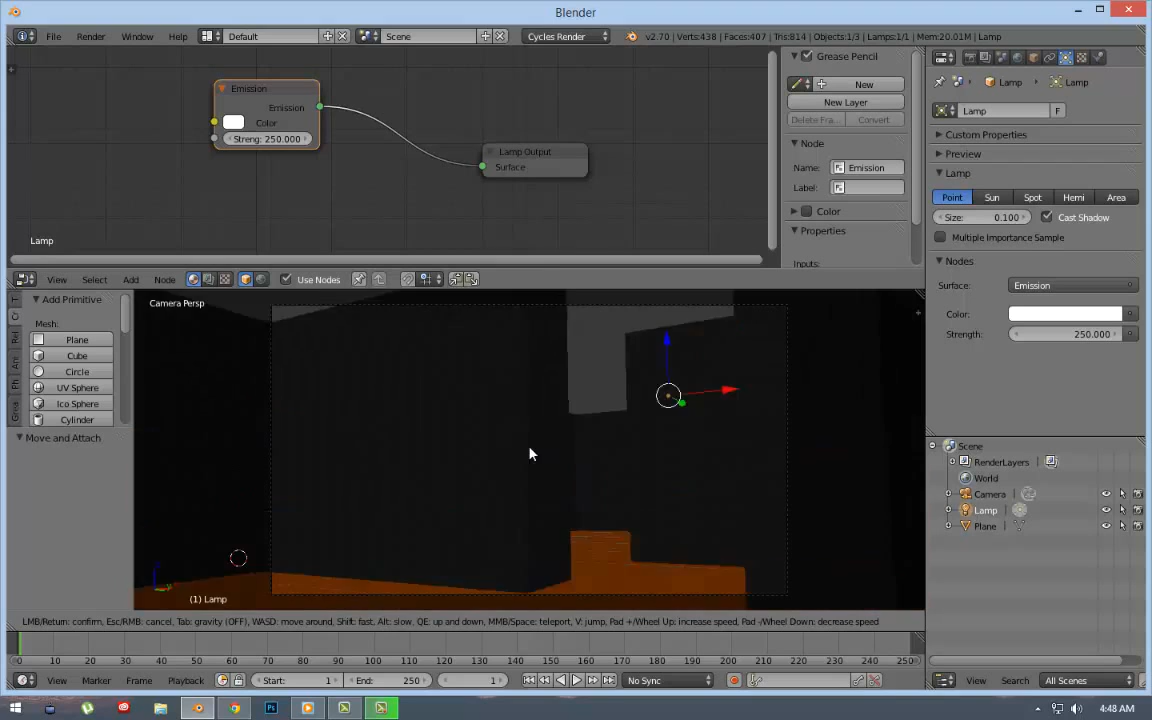 Blender
File Render Window Help Default Scene Cycles Render v2.70 | Verts:438 | Faces:407 | Tris:814 | Objects:1/3 | Lamps:1/1 | Mem:20.01M | Lamp
Emission
Emission
Color
Streng: 250.000
Lamp Output
Surface
Lamp
Grease Pencil
New
New Layer
Delete Fra...
Convert
Node
Name: Emission
Label:
Color
Properties
Inputs:
View Select Add Node Use Nodes
Lamp Lamp
Lamp F
Custom Properties
Preview
Lamp
Point Sun Spot Hemi Area
Size: 0.100 Cast Shadow
Multiple Importance Sample
Nodes
Surface: Emission
Color:
Strength: 250.000
Add Primitive
Mesh:
Plane
Cube
Circle
UV Sphere
Ico Sphere
Cylinder
Move and Attach
Camera Persp
(1) Lamp
LMB/Return: confirm, Esc/RMB: cancel, Tab: gravity (OFF), WASD: move around, Shift: fast, Alt: slow, QE: up and down, MMB/Space: teleport, V: jump, Pad +/Wheel Up: increase speed, Pad -/Wheel Down: decrease speed
Scene
RenderLayers
World
Camera
Lamp
Plane
0 10 20 30 40 50 60 70 80 90 100 110 120 130 140 150 160 170 180 190 200 210 220 230 240 250
View Marker Frame Playback Start: 1 End: 250 1 No Sync
View Search All Scenes
Ps 4:48 AM